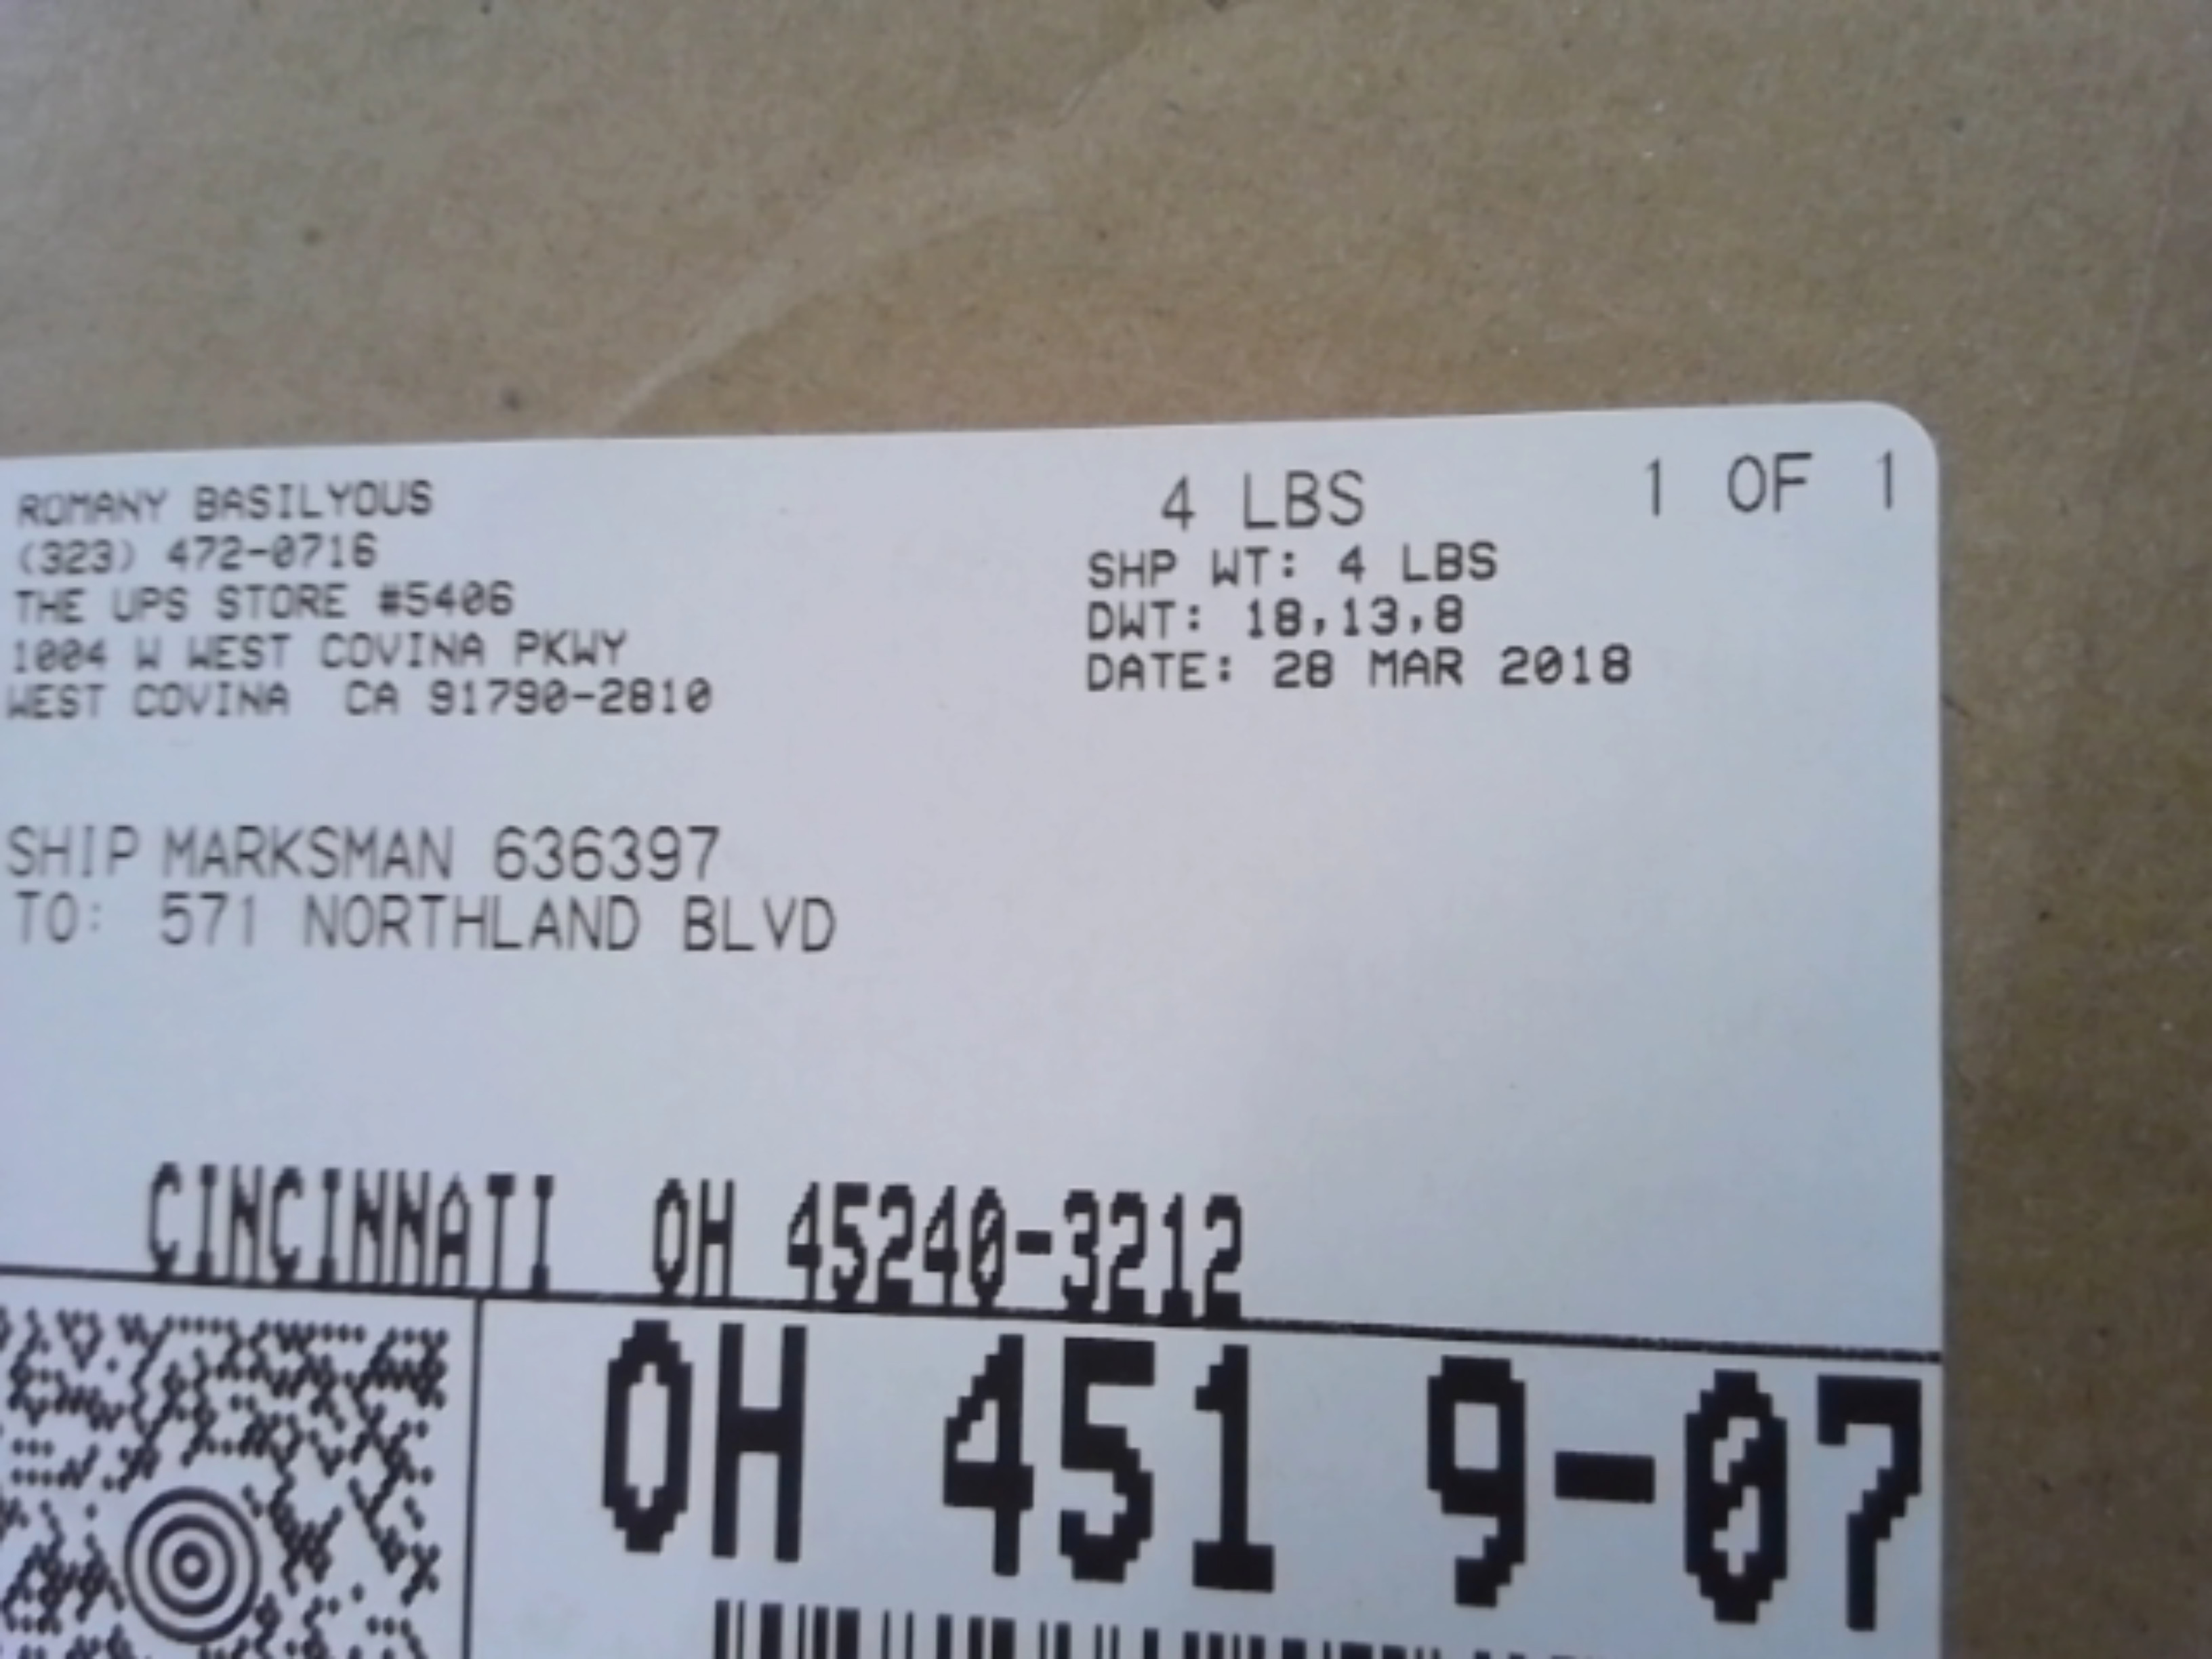 ROMANY BASILYOUS
(323) 472-0716
THE UPS STORE #5406
1004 W WEST COVINA PKWY
WEST COVINA CA 91790-2810
4 LBS 1 OF 1
SHP WT: 4 LBS
DWT: 18,13,8
DATE: 28 MAR 2018
SHIP MARKSMAN 636397
TO: 571 NORTHLAND BLVD
CINCINNATI OH 45240-3212
OH 451 9-07